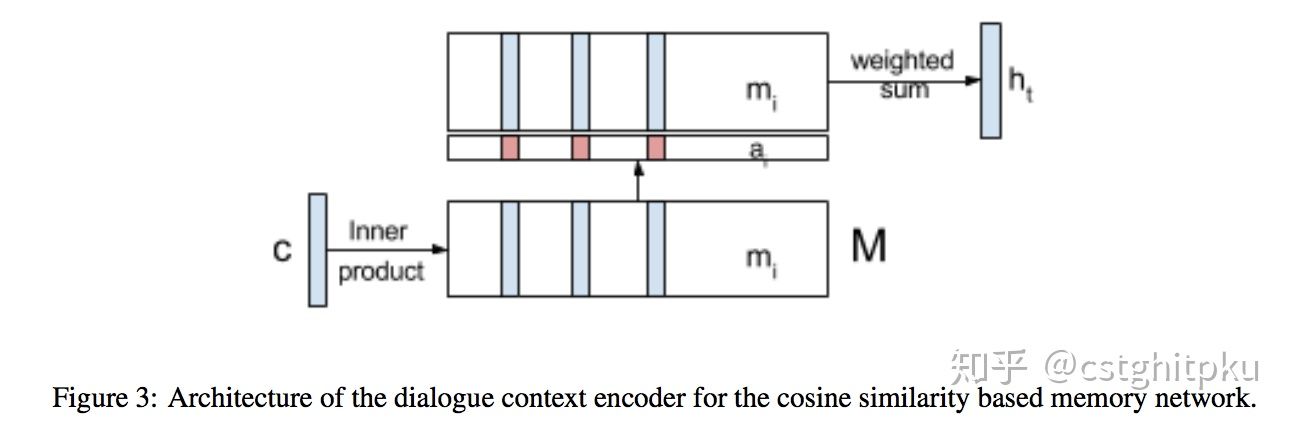 m_i
weighted
sum
h_t
a_i
c
Inner
product
m_i
M
知乎 @cstghitpku
Figure 3: Architecture of the dialogue context encoder for the cosine similarity based memory network.